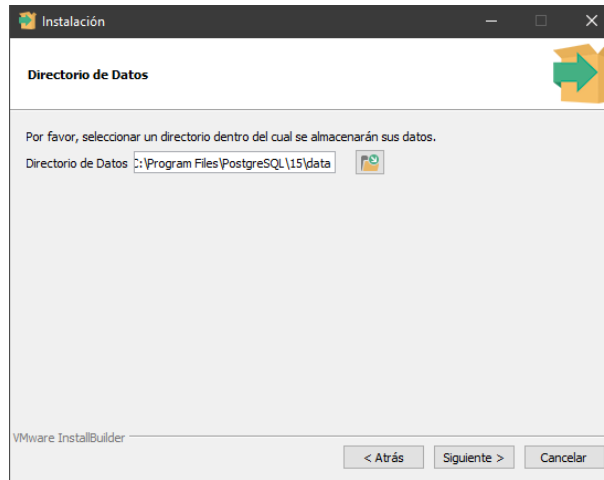 Instalación
Directorio de Datos
Por favor, seleccionar un directorio dentro del cual se almacenarán sus datos.
Directorio de Datos :\Program Files\PostgreSQL\15\data
VMware InstallBuilder
< Atrás Siguiente > Cancelar